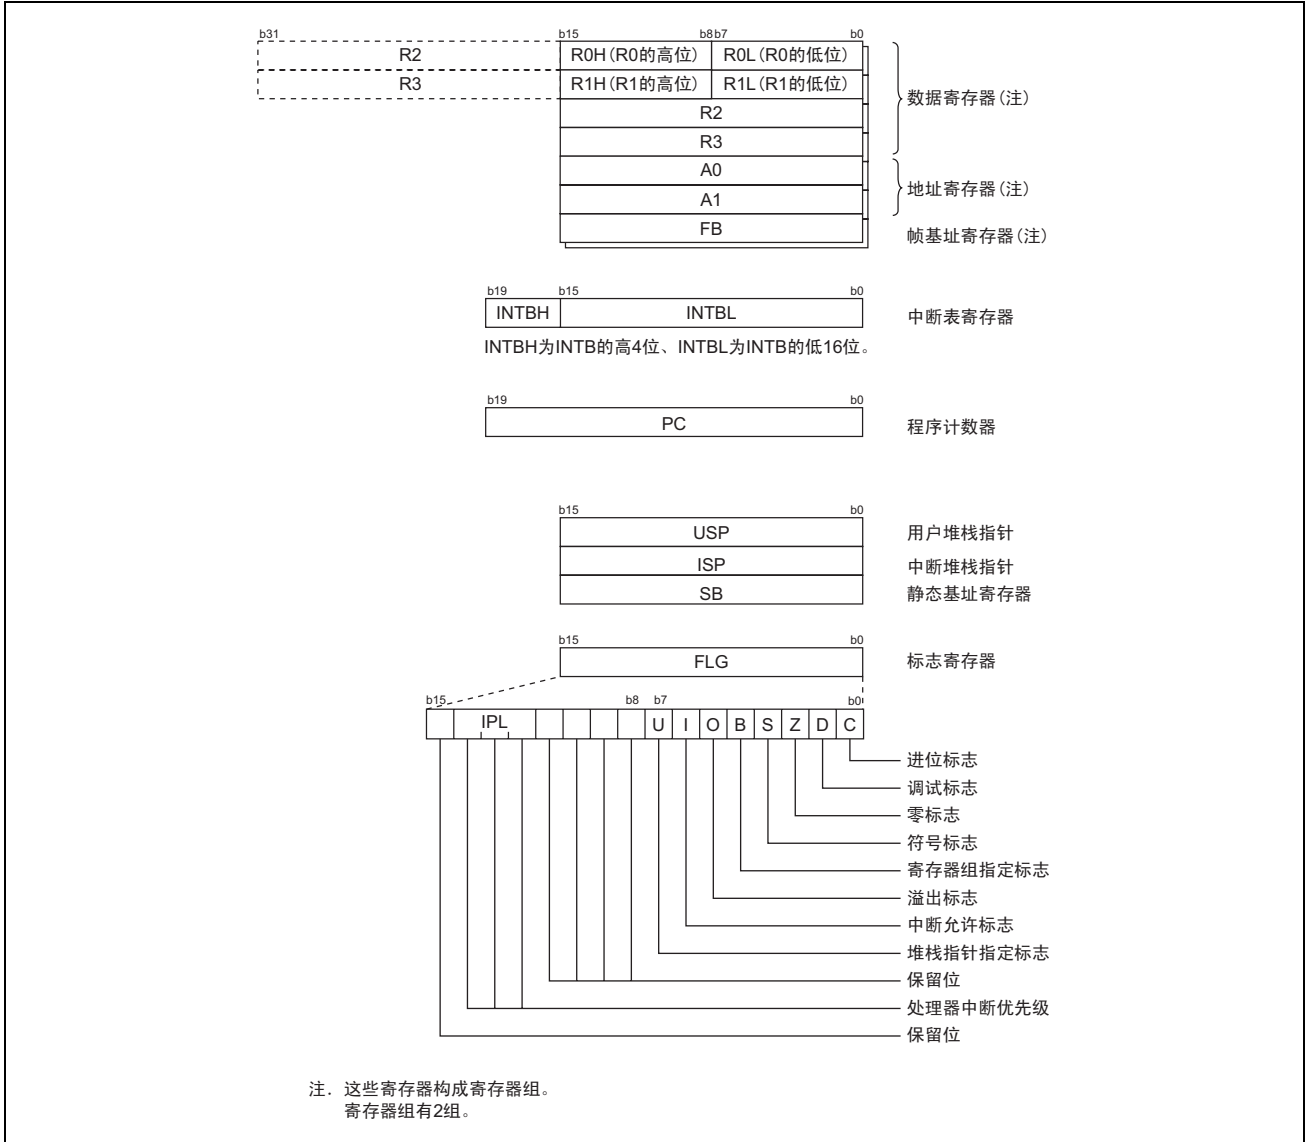 b31 b15 b8 b7 b0
R2 R0H(R0的高位) R0L(R0的低位)
R3 R1H(R1的高位) R1L(R1的低位)
数据寄存器(注)
R2
R3
A0
地址寄存器(注)
A1
FB 帧基址寄存器(注)
b19 b15 b0
INTBH INTBL 中断表寄存器
INTBH为INTB的高4位、INTBL为INTB的低16位。
b19 b0
PC 程序计数器
b15 b0
USP 用户堆栈指针
ISP 中断堆栈指针
SB 静态基址寄存器
b15 b0
FLG 标志寄存器
b15 b8 b7 b0
IPL U I O B S Z D C
进位标志
调试标志
零标志
符号标志
寄存器组指定标志
溢出标志
中断允许标志
堆栈指针指定标志
保留位
处理器中断优先级
保留位
注. 这些寄存器构成寄存器组。
寄存器组有2组。